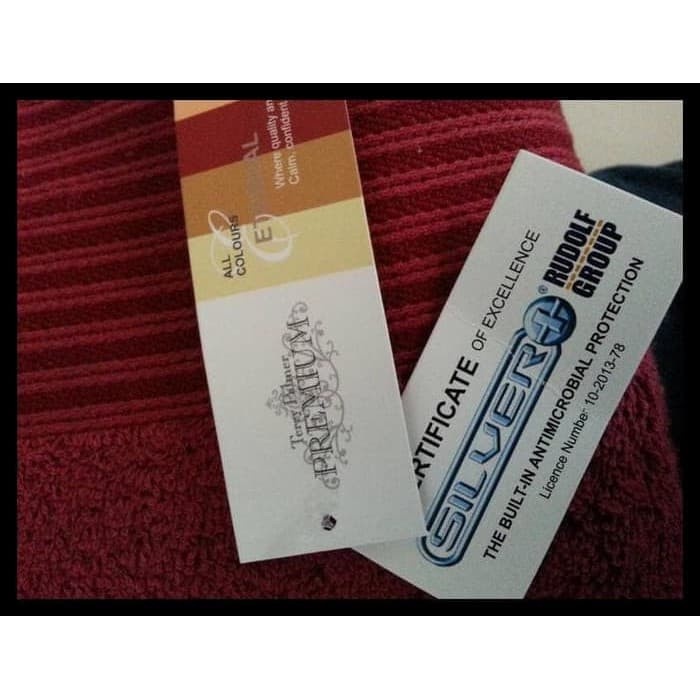 ALL
COLOURS
Where quality an
Calm, confident
Terry Palmer
PREMIUM
RTIFICATE OF EXCELLENCE
SILVER+®
RUDOLF
GROUP
THE BUILT-IN ANTIMICROBIAL PROTECTION
Licence Number 10-2013-78